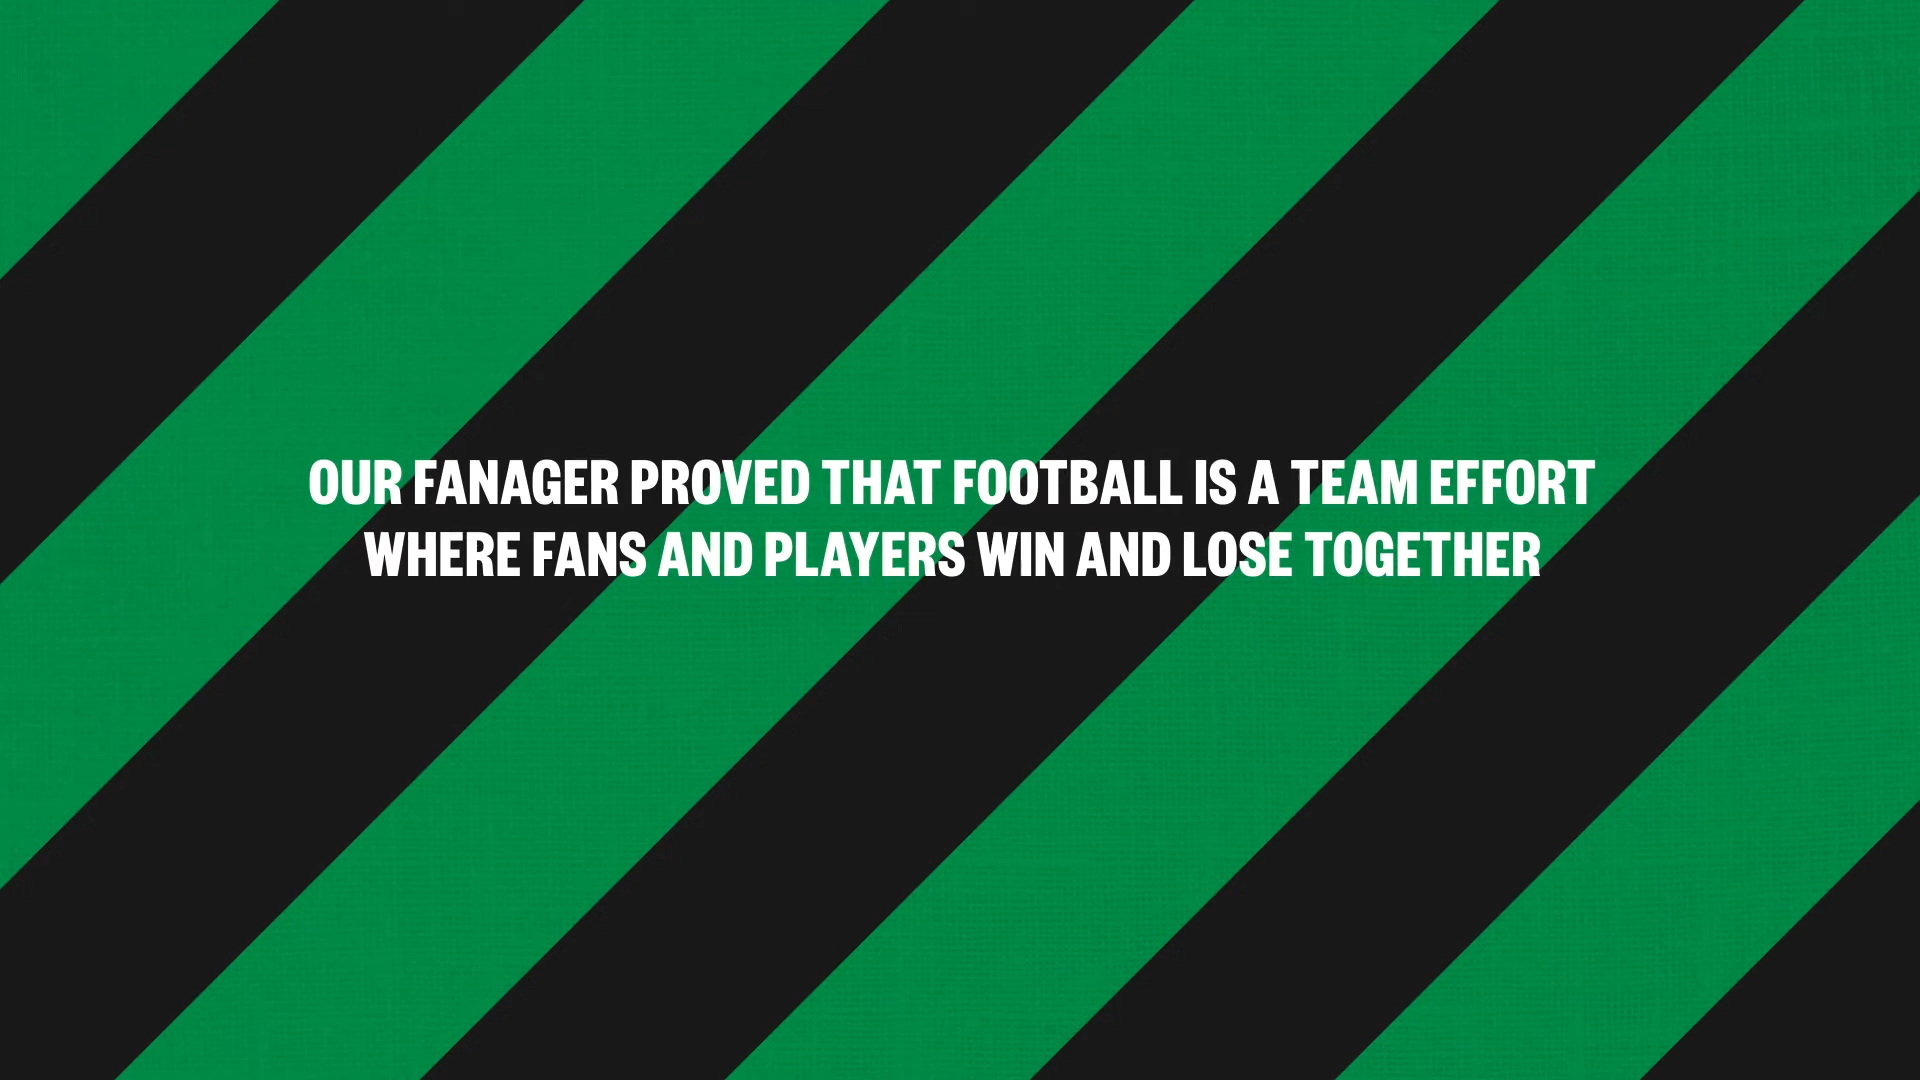 OUR FANAGER PROVED THAT FOOTBALL IS A TEAM EFFORT
WHERE FANS AND PLAYERS WIN AND LOSE TOGETHER